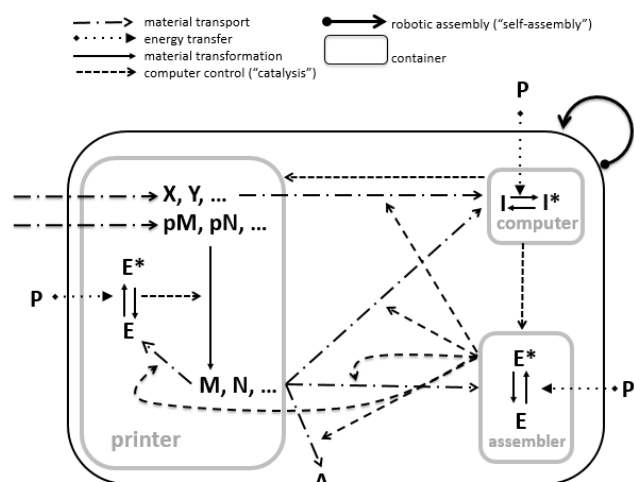 material transport
energy transfer
material transformation
computer control ("catalysis")
robotic assembly ("self-assembly")
container
P
X, Y, ...
pM, pN, ...
I I*
computer
E*
P
E
E*
P
M, N, ...
E
printer
assembler
A